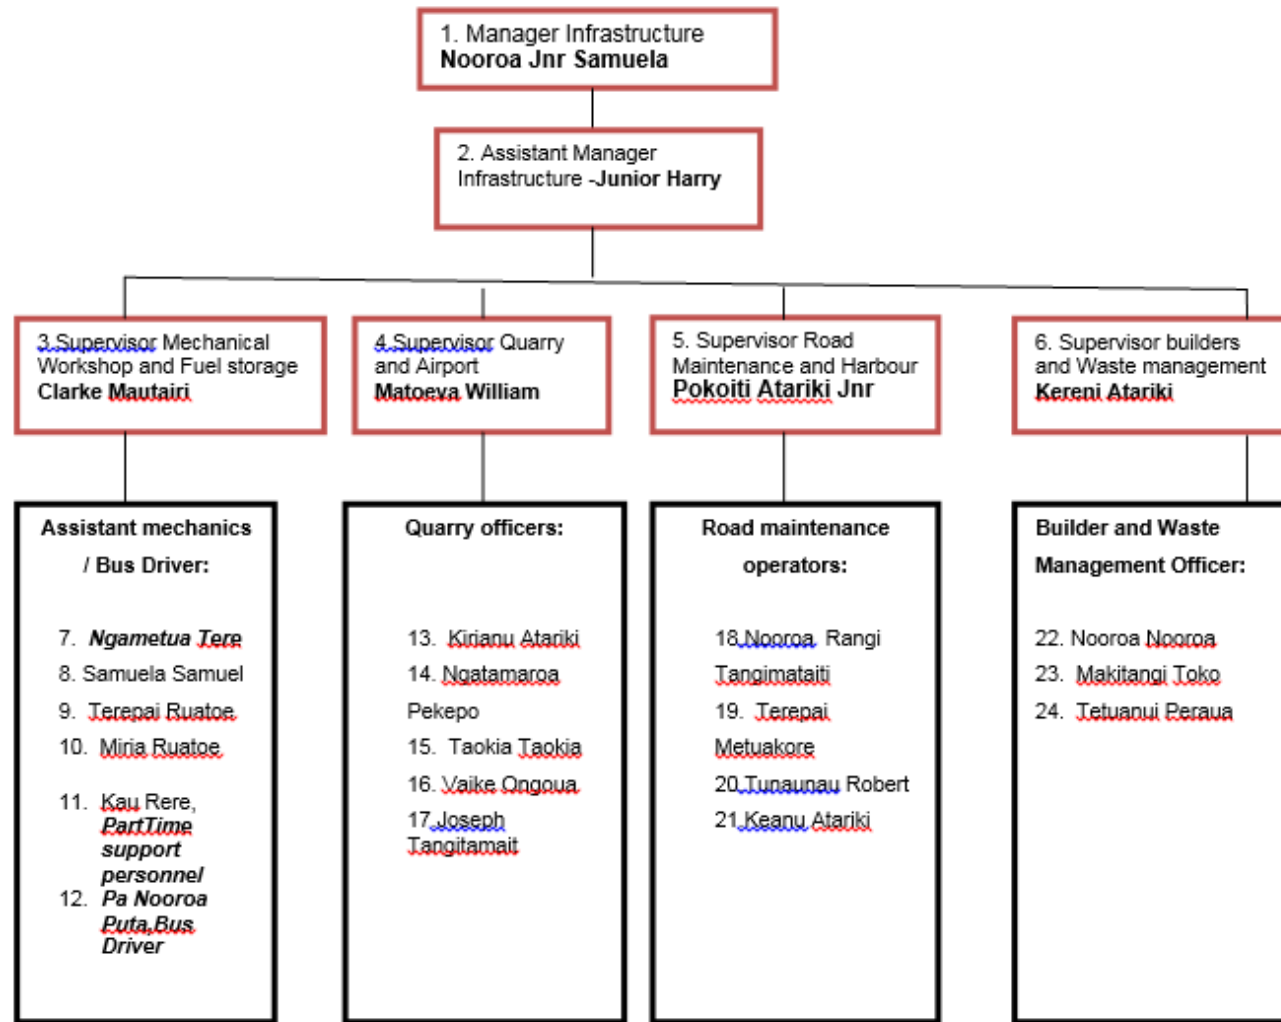 1. Manager Infrastructure
Nooroa Jnr Samuela
2. Assistant Manager
Infrastructure -Junior Harry
3.Supervisor Mechanical
Workshop and Fuel storage
Clarke Mautairi
4.Supervisor Quarry
and Airport
Matoeva William
5. Supervisor Road
Maintenance and Harbour
Pokoiti Atariki Jnr
6. Supervisor builders
and Waste management
Kereni Atariki
Assistant mechanics
/ Bus Driver:
7. Ngametua Tere
8. Samuela Samuel
9. Terepai Ruatoe
10. Miria Ruatoe
11. Kau Rere,
PartTime
support
personnel
12. Pa Nooroa
Puta,Bus
Driver
Quarry officers:
13. Kirianu Atariki
14. Ngatamaroa
Pekepo
15. Taokia Taokia
16. Vaike Ongoua
17.Joseph
Tangitamait
Road maintenance
operators:
18.Nooroa Rangi
Tangimataiti
19. Terepai
Metuakore
20.Tunaunau Robert
21.Keanu Atariki
Builder and Waste
Management Officer:
22. Nooroa Nooroa
23. Makitangi Toko
24. Tetuanui Peraua